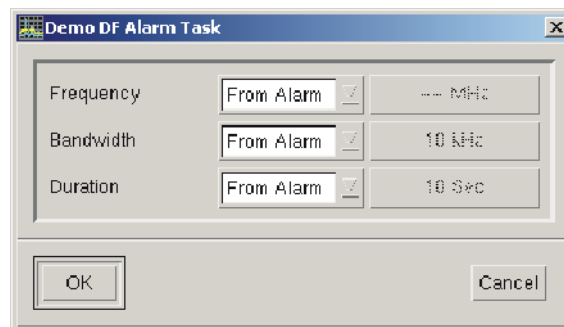 Demo DF Alarm Task
Frequency From Alarm --- MHz
Bandwidth From Alarm 10 kHz
Duration From Alarm 10 Sec
OK Cancel